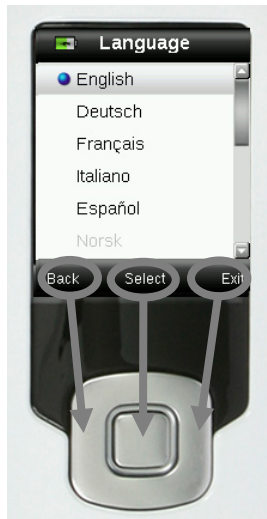 Language
English
Deutsch
Français
Italiano
Español
Norsk
Back Select Exit